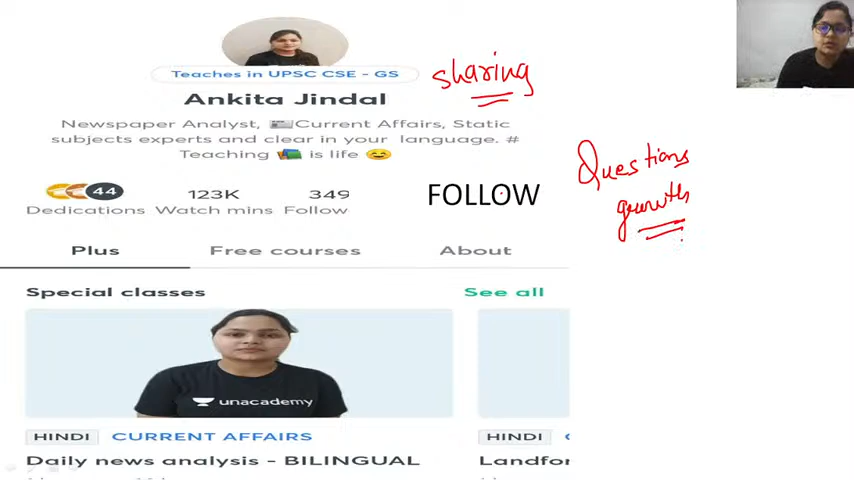 Teaches in UPSC CSE - GS
sharing
Ankita Jindal
Newspaper Analyst, 📰Current Affairs, Static
subjects experts and clear in your language. #
Teaching 📚 is life 😊
Questions
growth
44 123K 349
Dedications Watch mins Follow
FOLLOW
Plus Free courses About
Special classes See all
unacademy
HINDI CURRENT AFFAIRS
HINDI
Daily news analysis - BILINGUAL
Landfor